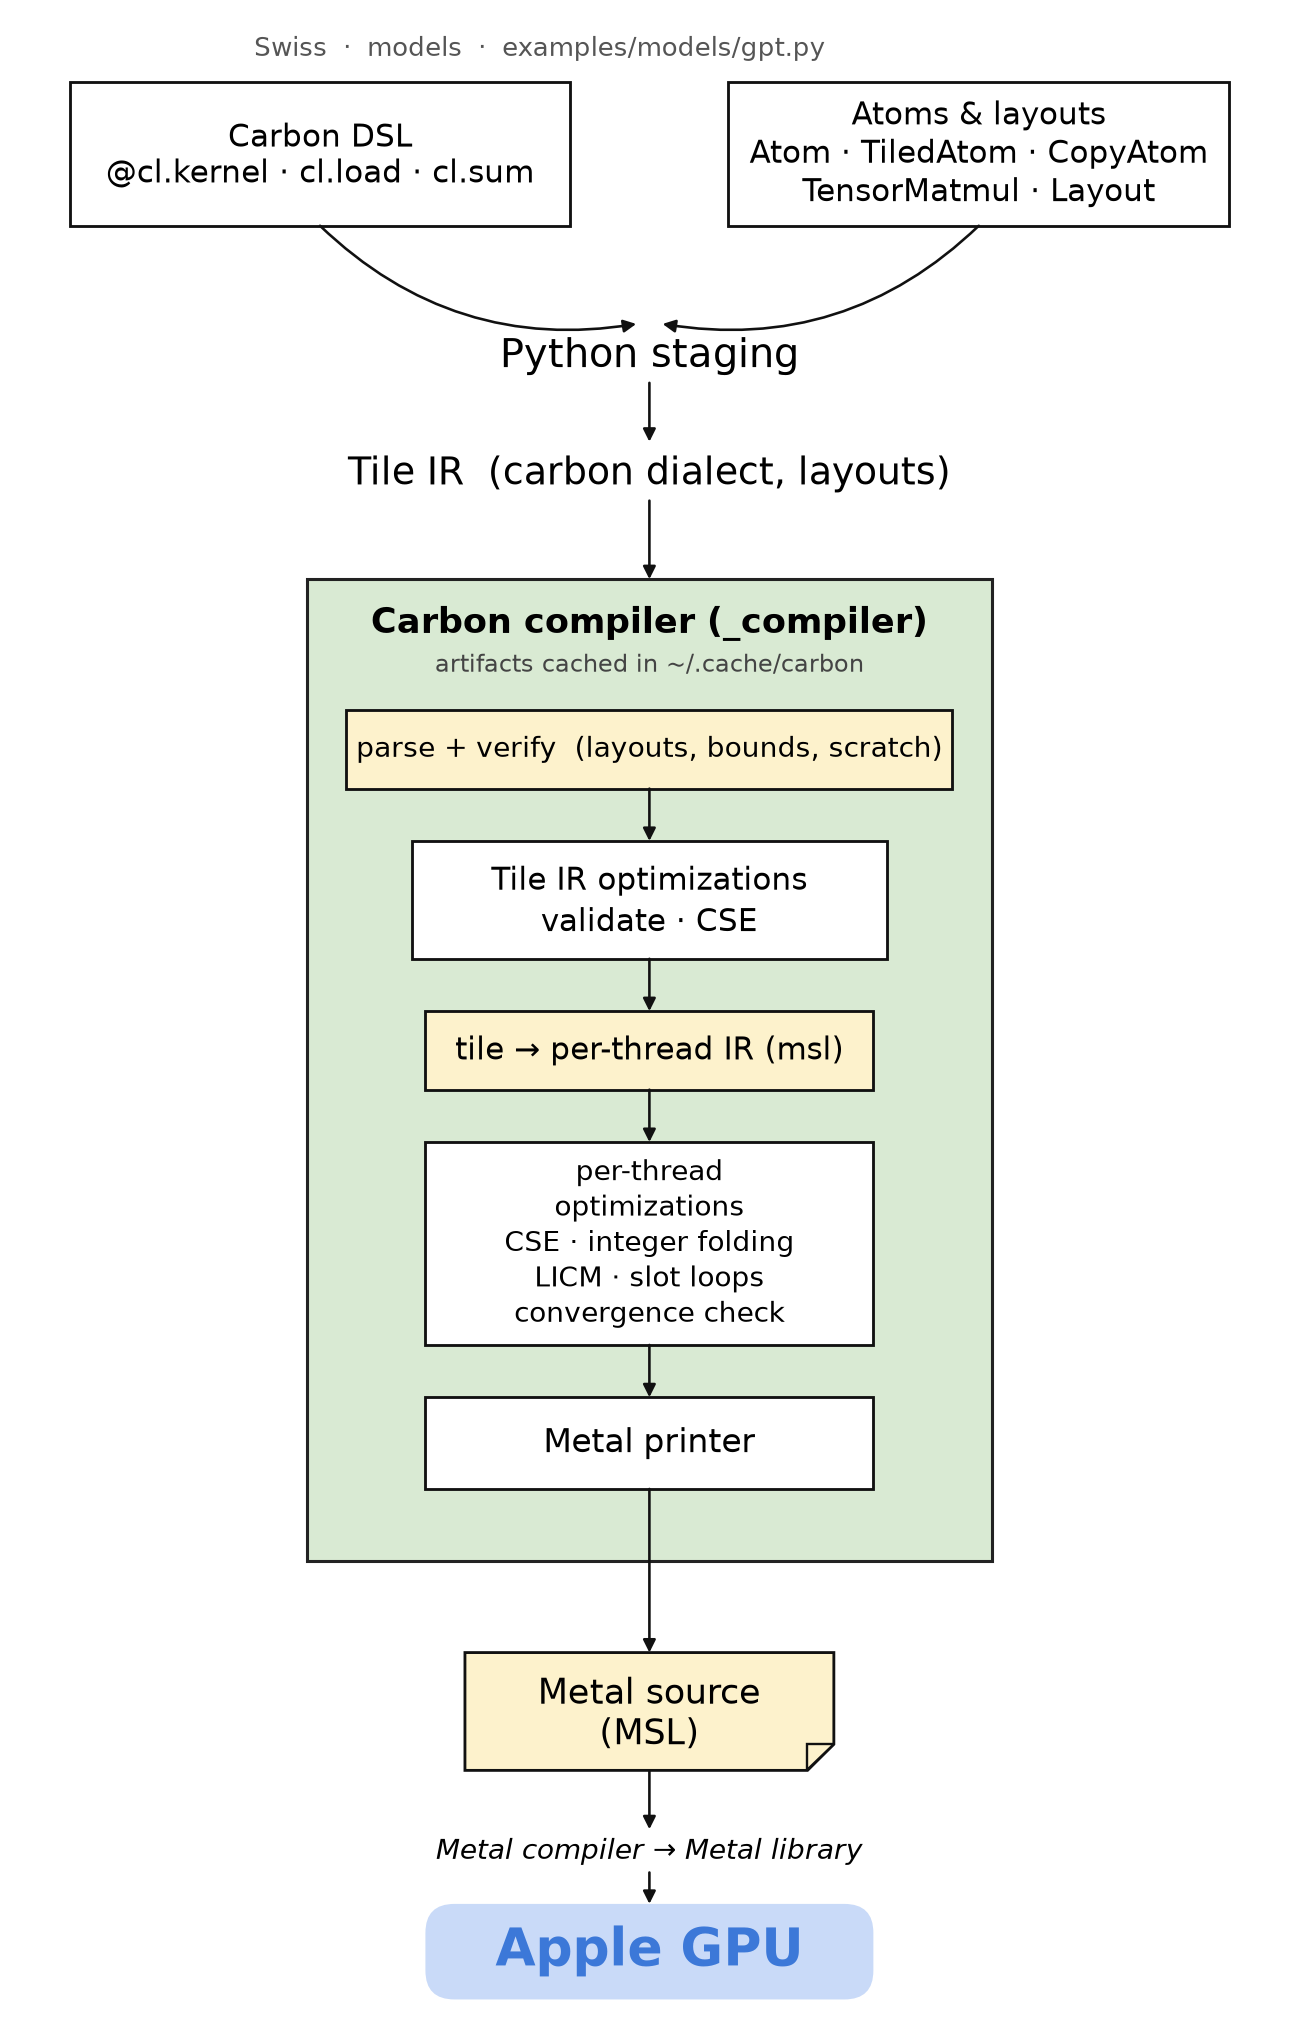 Swiss · models · examples/models/gpt.py
Carbon DSL
@cl.kernel · cl.load · cl.sum
Atoms & layouts
Atom · TiledAtom · CopyAtom
TensorMatmul · Layout
Python staging
Tile IR (carbon dialect, layouts)
Carbon compiler (_compiler)
artifacts cached in ~/.cache/carbon
parse + verify (layouts, bounds, scratch)
Tile IR optimizations
validate · CSE
tile → per-thread IR (msl)
per-thread
optimizations
CSE · integer folding
LICM · slot loops
convergence check
Metal printer
Metal source
(MSL)
Metal compiler → Metal library
Apple GPU